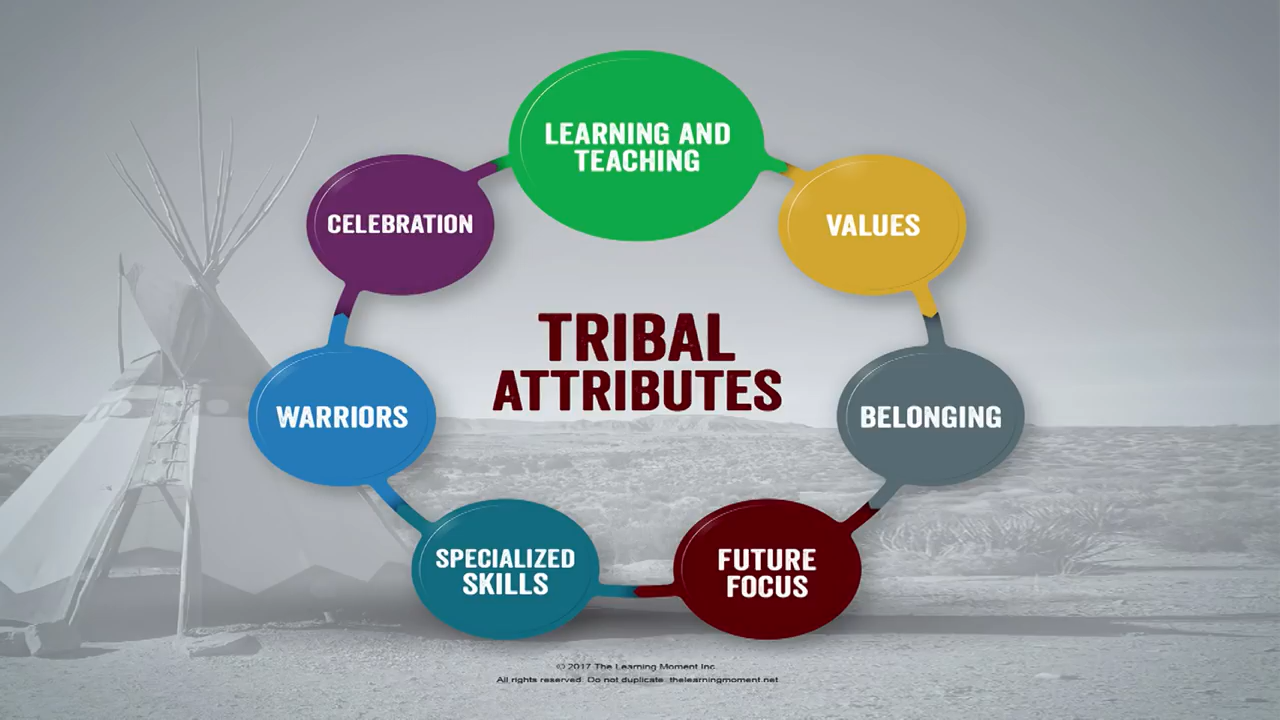 LEARNING AND
TEACHING
CELEBRATION
VALUES
TRIBAL
ATTRIBUTES
WARRIORS
BELONGING
SPECIALIZED
SKILLS
FUTURE
FOCUS
© 2017 The Learning Moment Inc.
All rights reserved. Do not duplicate. thelearningmoment.net